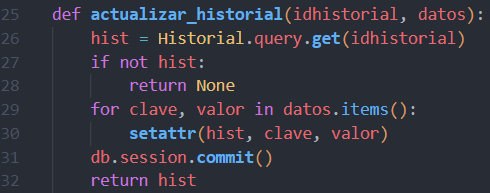 25 def actualizar_historial(idhistorial, datos):
26     hist = Historial.query.get(idhistorial)
27     if not hist:
28         return None
29     for clave, valor in datos.items():
30         setattr(hist, clave, valor)
31     db.session.commit()
32     return hist